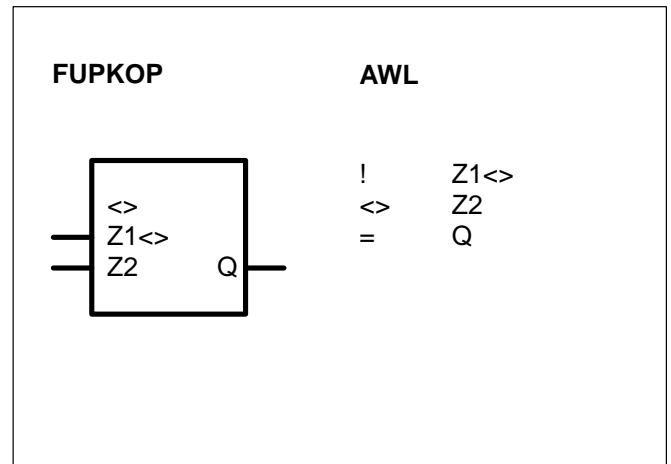 FUPKOP AWL
<>
Z1<>
Z2 Q
! Z1<>
<> Z2
= Q